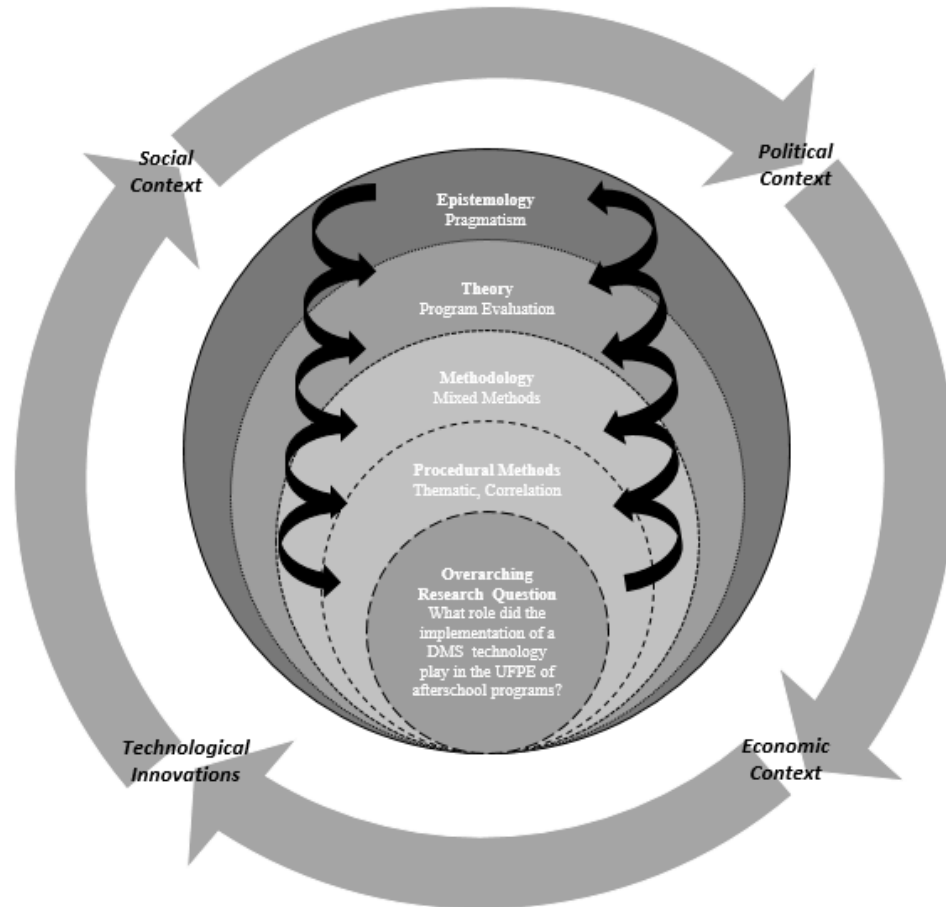 Social
Context
Political
Context
Epistemology
Pragmatism
Theory
Program Evaluation
Methodology
Mixed Methods
Procedural Methods
Thematic, Correlation
Overarching
Research Question
What role did the
implementation of a
DMS technology
play in the UFPE of
afterschool programs?
Technological
Innovations
Economic
Context